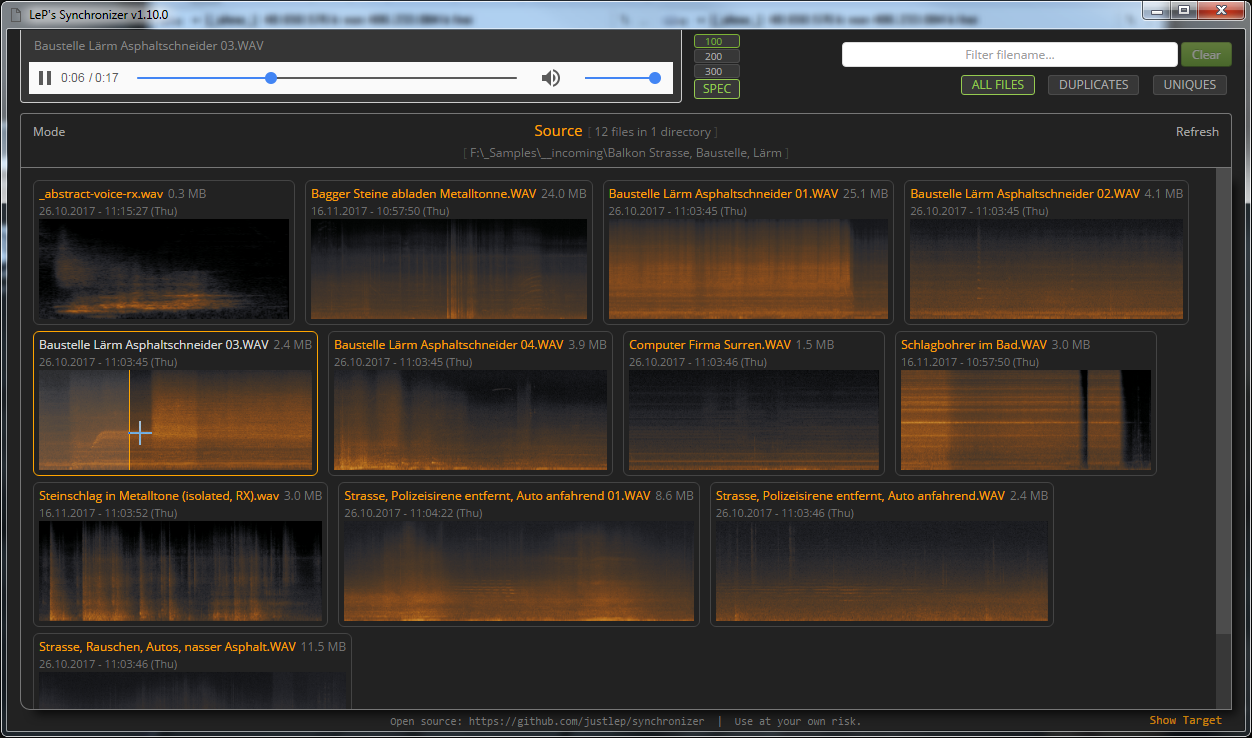 LeP's Synchronizer v1.10.0
Baustelle Lärm Asphaltschneider 03.WAV
0:06 / 0:17
100
200
300
SPEC
Filter filename...
Clear
ALL FILES
DUPLICATES
UNIQUES
Mode
Source [ 12 files in 1 directory ]
Refresh
[ F:\_Samples\__incoming\Balkon Strasse, Baustelle, Lärm ]
_abstract-voice-rx.wav 0.3 MB
26.10.2017 - 11:15:27 (Thu)
Bagger Steine abladen Metalltonne.WAV 24.0 MB
16.11.2017 - 10:57:50 (Thu)
Baustelle Lärm Asphaltschneider 01.WAV 25.1 MB
26.10.2017 - 11:03:45 (Thu)
Baustelle Lärm Asphaltschneider 02.WAV 4.1 MB
26.10.2017 - 11:03:45 (Thu)
Baustelle Lärm Asphaltschneider 03.WAV 2.4 MB
26.10.2017 - 11:03:45 (Thu)
Baustelle Lärm Asphaltschneider 04.WAV 3.9 MB
26.10.2017 - 11:03:45 (Thu)
Computer Firma Surren.WAV 1.5 MB
26.10.2017 - 11:03:46 (Thu)
Schlagbohrer im Bad.WAV 3.0 MB
16.11.2017 - 10:57:50 (Thu)
Steinschlag in Metalltone (isolated, RX).wav 3.0 MB
16.11.2017 - 11:03:52 (Thu)
Strasse, Polizeisirene entfernt, Auto anfahrend 01.WAV 8.6 MB
26.10.2017 - 11:04:22 (Thu)
Strasse, Polizeisirene entfernt, Auto anfahrend.WAV 2.4 MB
26.10.2017 - 11:03:46 (Thu)
Strasse, Rauschen, Autos, nasser Asphalt.WAV 11.5 MB
26.10.2017 - 11:03:46 (Thu)
Open source: https://github.com/justlep/synchronizer | Use at your own risk.
Show Target